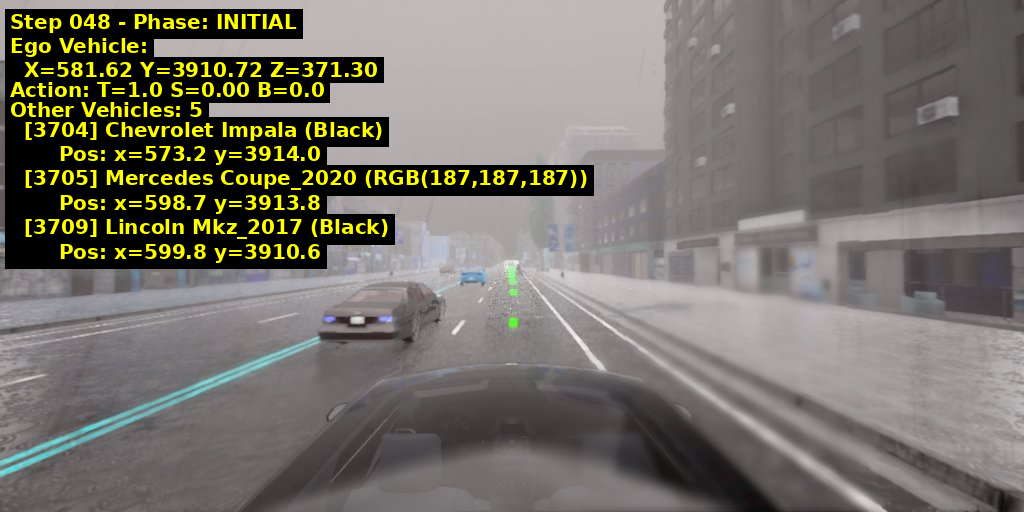 Step 048 - Phase: INITIAL
Ego Vehicle:
X=581.62 Y=3910.72 Z=371.30
Action: T=1.0 S=0.00 B=0.0
Other Vehicles: 5
[3704] Chevrolet Impala (Black)
Pos: x=573.2 y=3914.0
[3705] Mercedes Coupe_2020 (RGB(187,187,187))
Pos: x=598.7 y=3913.8
[3709] Lincoln Mkz_2017 (Black)
Pos: x=599.8 y=3910.6